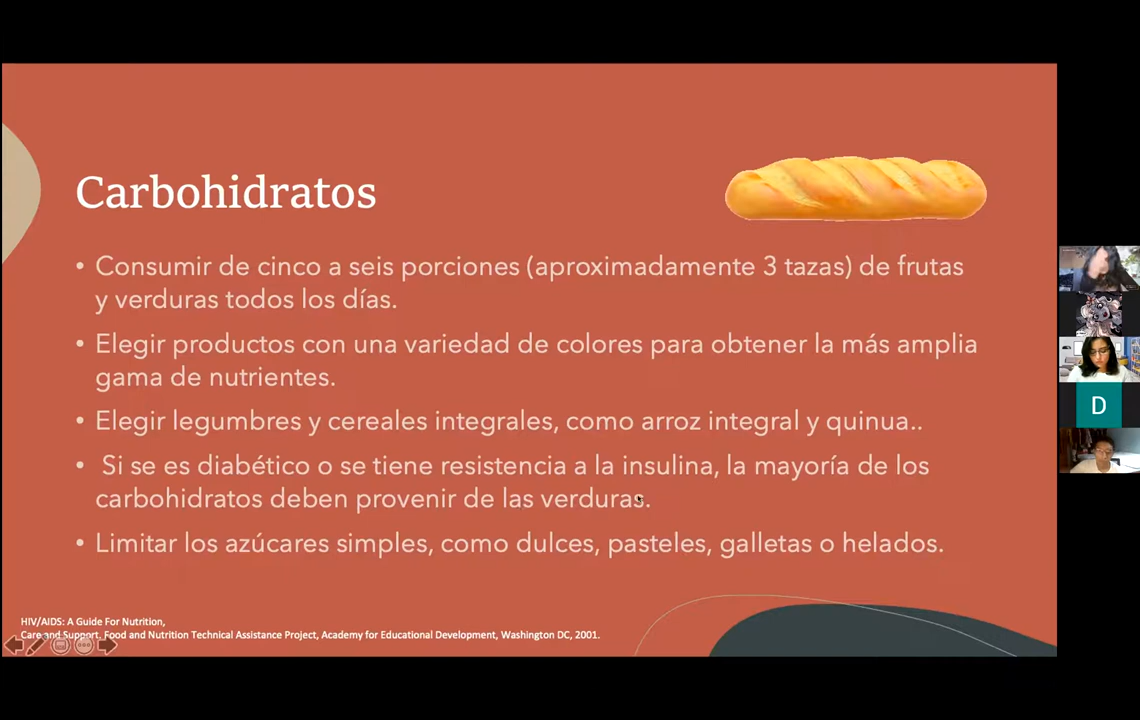 Carbohidratos
• Consumir de cinco a seis porciones (aproximadamente 3 tazas) de frutas
y verduras todos los días.
• Elegir productos con una variedad de colores para obtener la más amplia
gama de nutrientes.
• Elegir legumbres y cereales integrales, como arroz integral y quinua..
• Si se es diabético o se tiene resistencia a la insulina, la mayoría de los
carbohidratos deben provenir de las verduras.
• Limitar los azúcares simples, como dulces, pasteles, galletas o helados.
HIV/AIDS: A Guide For Nutrition,
Care and Support. Food and Nutrition Technical Assistance Project, Academy for Educational Development, Washington DC, 2001.
D